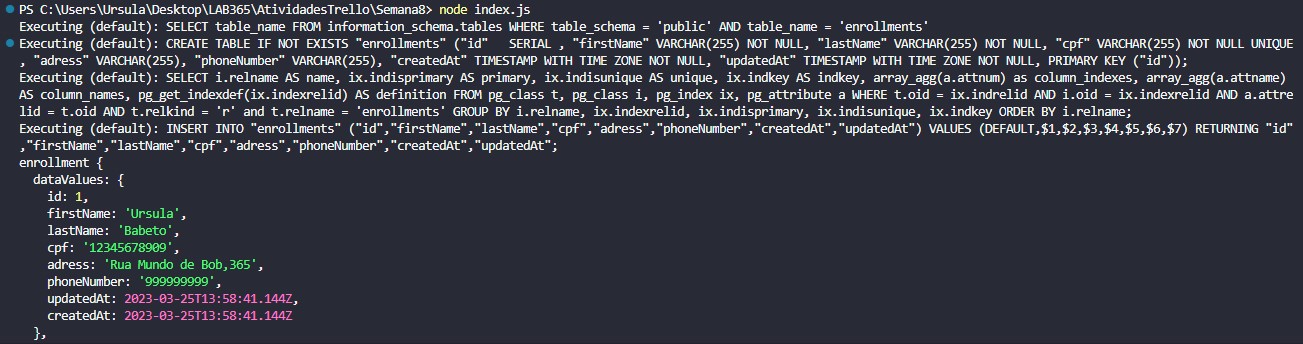 PS C:\Users\Ursula\Desktop\LAB365\AtividadesTrello\Semana8> node index.js
Executing (default): SELECT table_name FROM information_schema.tables WHERE table_schema = 'public' AND table_name = 'enrollments'
Executing (default): CREATE TABLE IF NOT EXISTS "enrollments" ("id"   SERIAL , "firstName" VARCHAR(255) NOT NULL, "lastName" VARCHAR(255) NOT NULL, "cpf" VARCHAR(255) NOT NULL UNIQUE
, "adress" VARCHAR(255), "phoneNumber" VARCHAR(255), "createdAt" TIMESTAMP WITH TIME ZONE NOT NULL, "updatedAt" TIMESTAMP WITH TIME ZONE NOT NULL, PRIMARY KEY ("id"));
Executing (default): SELECT i.relname AS name, ix.indisprimary AS primary, ix.indisunique AS unique, ix.indkey AS indkey, array_agg(a.attnum) as column_indexes, array_agg(a.attname)
AS column_names, pg_get_indexdef(ix.indexrelid) AS definition FROM pg_class t, pg_class i, pg_index ix, pg_attribute a WHERE t.oid = ix.indrelid AND i.oid = ix.indexrelid AND a.attre
lid = t.oid AND t.relkind = 'r' and t.relname = 'enrollments' GROUP BY i.relname, ix.indexrelid, ix.indisprimary, ix.indisunique, ix.indkey ORDER BY i.relname;
Executing (default): INSERT INTO "enrollments" ("id","firstName","lastName","cpf","adress","phoneNumber","createdAt","updatedAt") VALUES (DEFAULT,$1,$2,$3,$4,$5,$6,$7) RETURNING "id"
,"firstName","lastName","cpf","adress","phoneNumber","createdAt","updatedAt";
enrollment {
  dataValues: {
    id: 1,
    firstName: 'Ursula',
    lastName: 'Babeto',
    cpf: '12345678909',
    adress: 'Rua Mundo de Bob,365',
    phoneNumber: '999999999',
    updatedAt: 2023-03-25T13:58:41.144Z,
    createdAt: 2023-03-25T13:58:41.144Z
  },